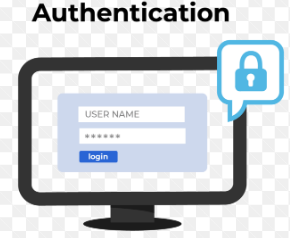 Authentication
USER NAME
******
login